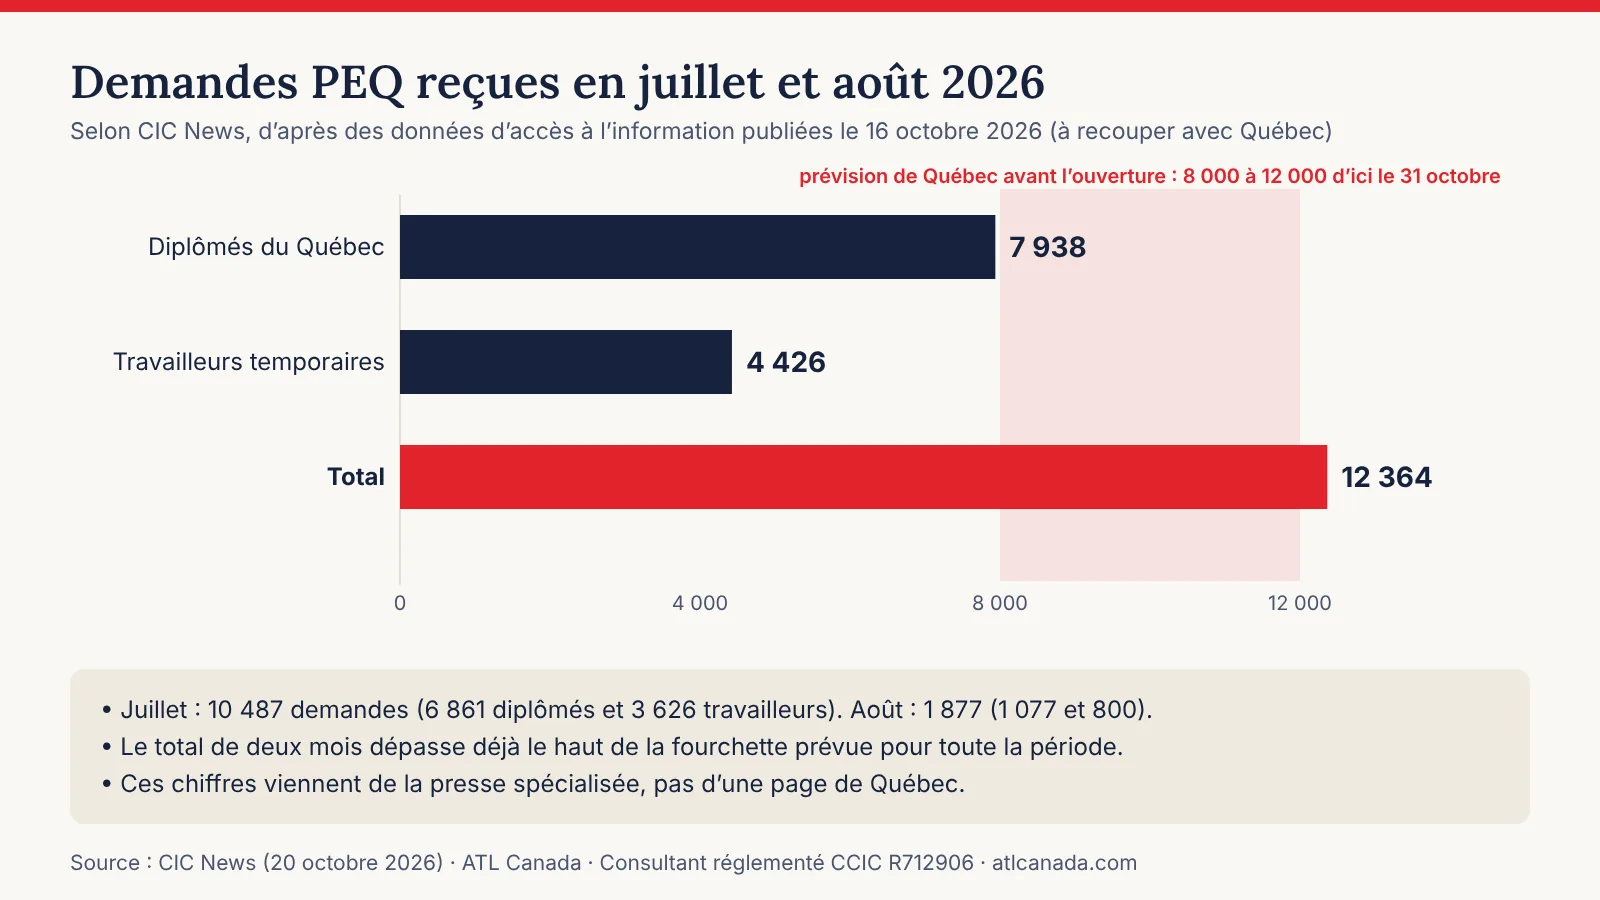 Demandes PEQ reçues en juillet et août 2026
Selon CIC News, d’après des données d’accès à l’information publiées le 16 octobre 2026 (à recouper avec Québec)
prévision de Québec avant l’ouverture : 8 000 à 12 000 d’ici le 31 octobre
Diplômés du Québec 7 938
Travailleurs temporaires 4 426
Total 12 364
0 4 000 8 000 12 000
• Juillet : 10 487 demandes (6 861 diplômés et 3 626 travailleurs). Août : 1 877 (1 077 et 800).
• Le total de deux mois dépasse déjà le haut de la fourchette prévue pour toute la période.
• Ces chiffres viennent de la presse spécialisée, pas d’une page de Québec.
Source : CIC News (20 octobre 2026) · ATL Canada · Consultant réglementé CCIC R712906 · atlcanada.com